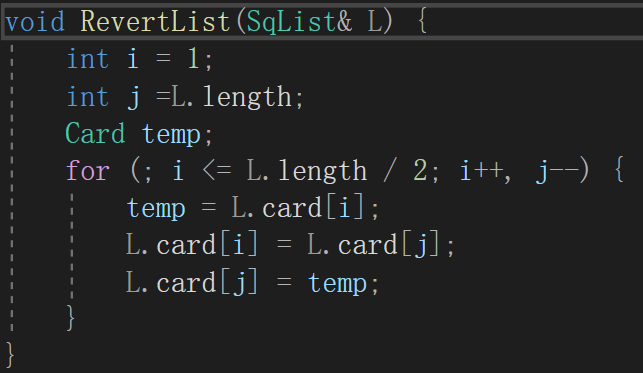 void RevertList(SqList& L) {
    int i = 1;
    int j =L.length;
    Card temp;
    for (; i <= L.length / 2; i++, j--) {
        temp = L.card[i];
        L.card[i] = L.card[j];
        L.card[j] = temp;
    }
}